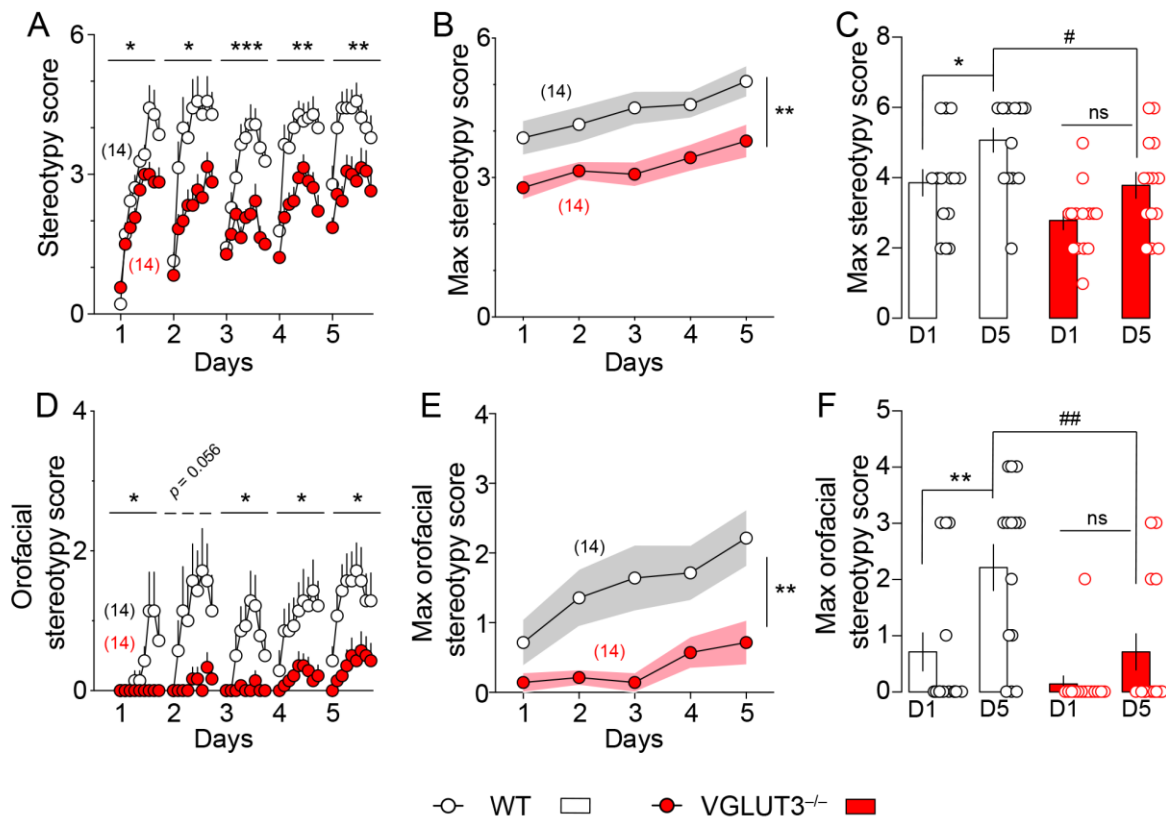 A
Stereotypy score
6
3
0
* * *** ** **
(14)
(14)
1 2 3 4 5
Days
B
Max stereotypy score
6
3
0
(14)
(14)
**
1 2 3 4 5
Days
C
Max stereotypy score
8
6
4
2
0
*
#
ns
D1 D5 D1 D5
D
Orofacial
stereotypy score
4
2
0
* p = 0.056 * * *
(14)
(14)
1 2 3 4 5
Days
E
Max orofacial
stereotypy score
4
3
2
1
0
(14)
(14)
**
1 2 3 4 5
Days
F
Max orofacial
stereotypy score
5
4
3
2
1
0
**
##
ns
D1 D5 D1 D5
WT VGLUT3–/–